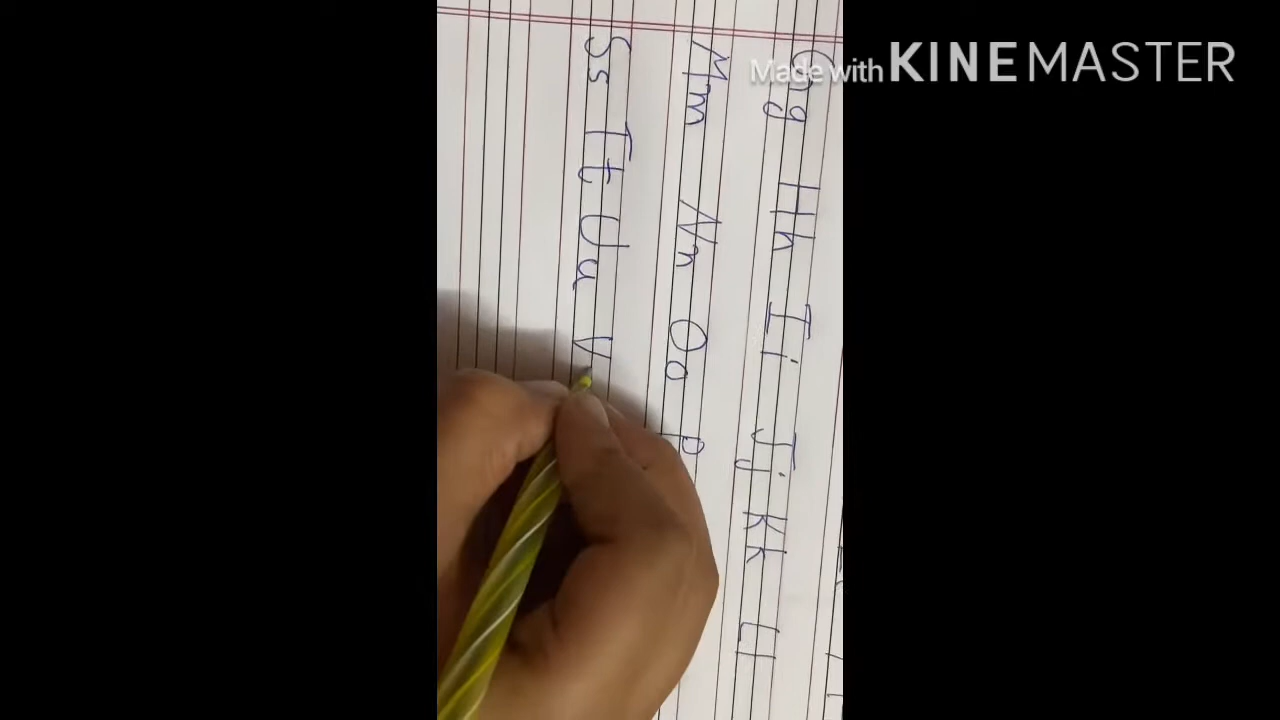 Made with KINEMASTER
Gg Hh Ii Jj Kk Ll
Mm Nn Oo P
Ss Tt Uu V